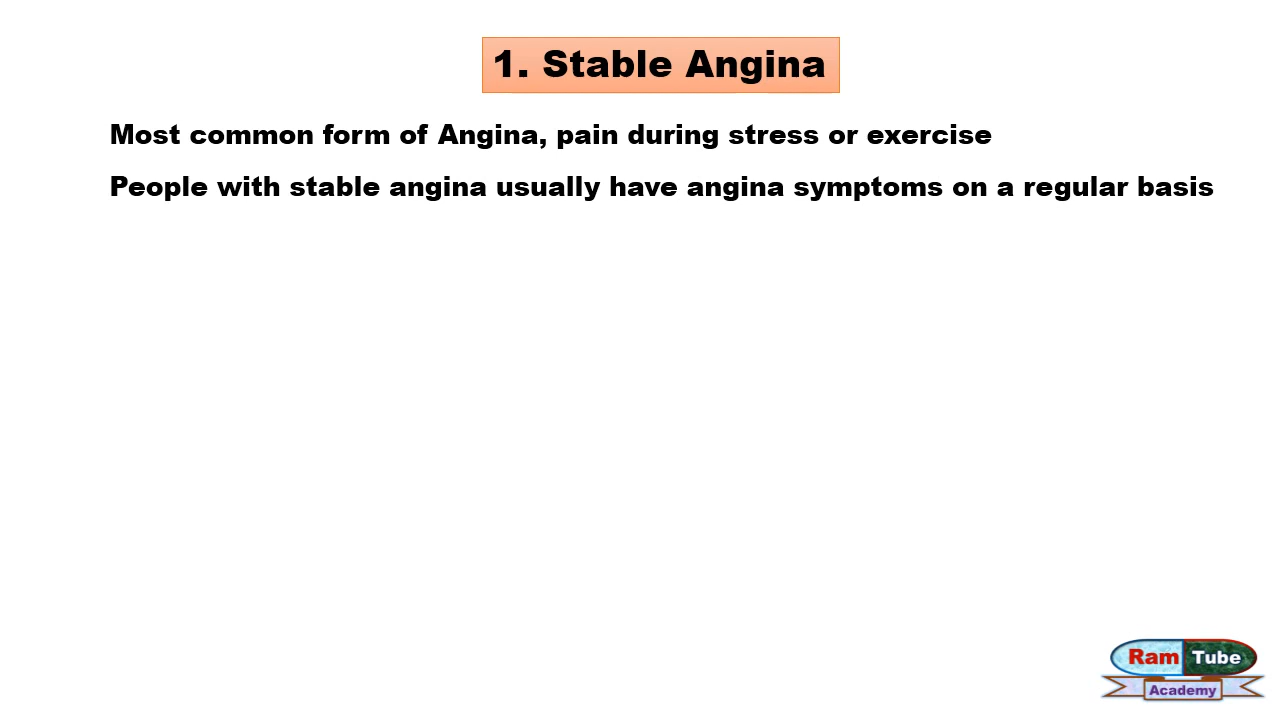 1. Stable Angina
Most common form of Angina, pain during stress or exercise
People with stable angina usually have angina symptoms on a regular basis
Ram Tube
Academy